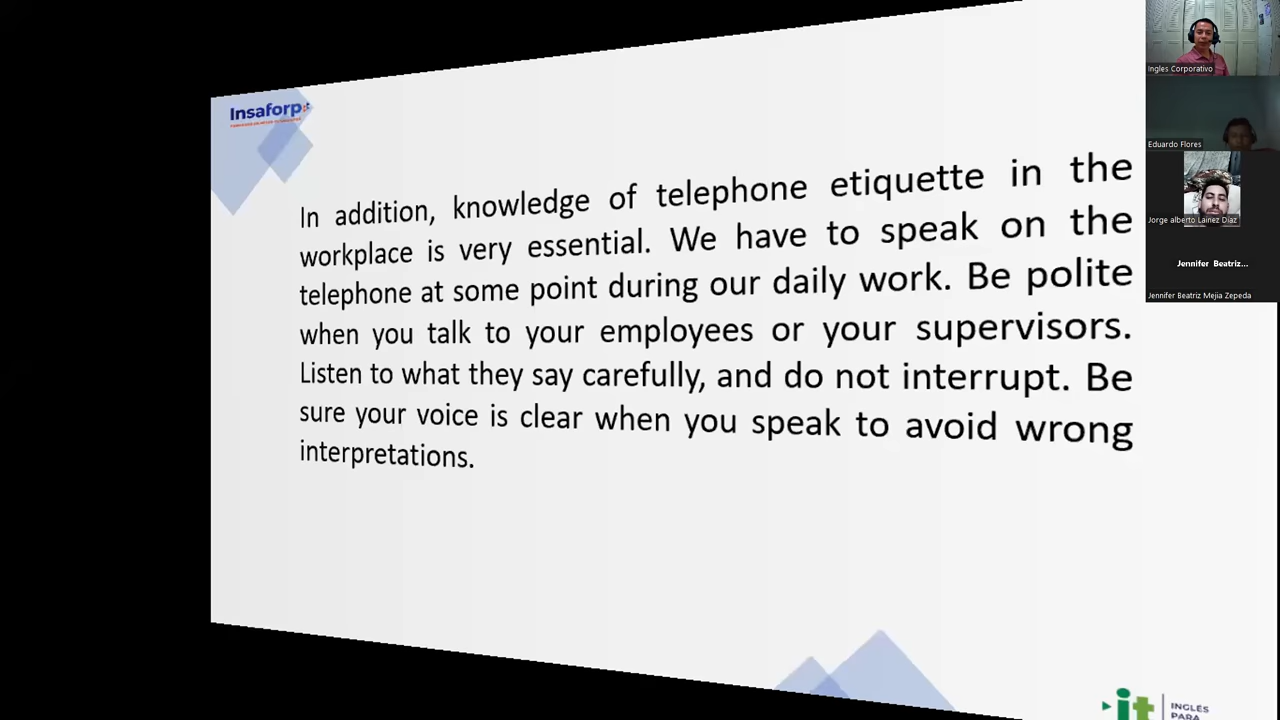 Insaforp
In addition, knowledge of telephone etiquette in the
workplace is very essential. We have to speak on the
telephone at some point during our daily work. Be polite
when you talk to your employees or your supervisors.
Listen to what they say carefully, and do not interrupt. Be
sure your voice is clear when you speak to avoid wrong
interpretations.
it
INGLÉS
PARA
Ingles Corporativo
Eduardo Flores
Jorge alberto Lainez Diaz
Jennifer Beatriz...
Jennifer Beatriz Mejia Zepeda